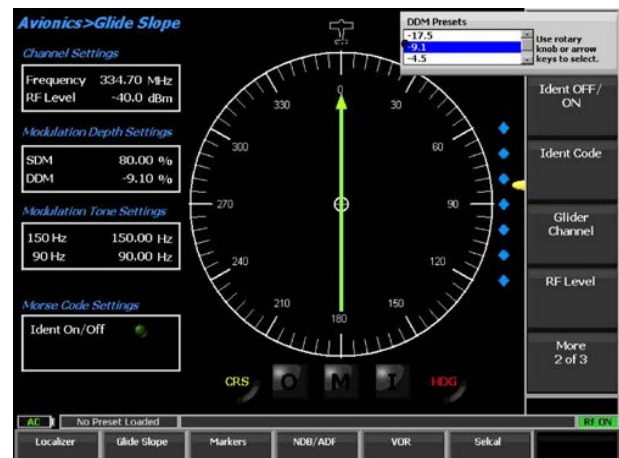 Avionics>Glide Slope
Channel Settings
Frequency 334.70 MHz
RF Level -40.0 dBm
Modulation Depth Settings
SDM 80.00 %
DDM -9.10 %
Modulation Tone Settings
150 Hz 150.00 Hz
90 Hz 90.00 Hz
Morse Code Settings
Ident On/Off
0
30
60
90
120
150
180
210
240
270
300
330
CRS
O
M
I
HDG
DDM Presets
-17.5
-9.1
-4.5
Use rotary
knob or arrow
keys to select.
Ident OFF/
ON
Ident Code
Glider
Channel
RF Level
More
2 of 3
AC
No Preset Loaded
RF ON
Localizer
Glide Slope
Markers
NDB/ADF
VOR
Selcal